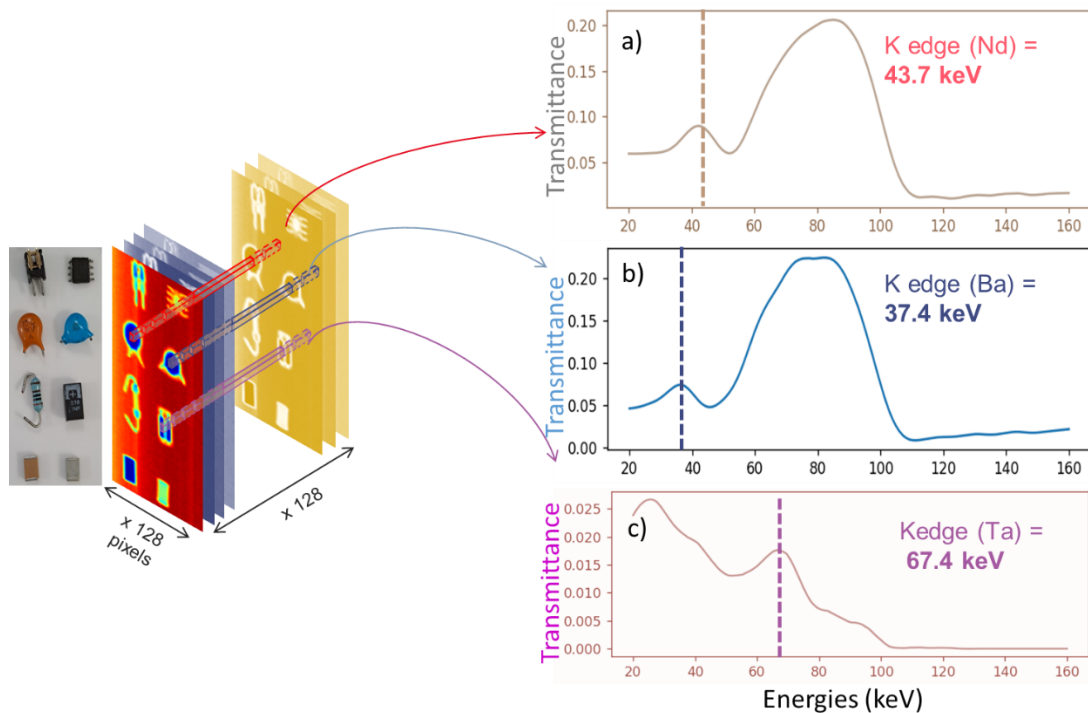 x 128
pixels
x 128
a)
K edge (Nd) =
43.7 keV
Transmittance
0.20
0.15
0.10
0.05
20 40 60 80 100 120 140 160
b)
K edge (Ba) =
37.4 keV
Transmittance
0.20
0.15
0.10
0.05
0.00
20 40 60 80 100 120 140 160
c)
Kedge (Ta) =
67.4 keV
Transmittance
0.025
0.020
0.015
0.010
0.005
0.000
20 40 60 80 100 120 140 160
Energies (keV)